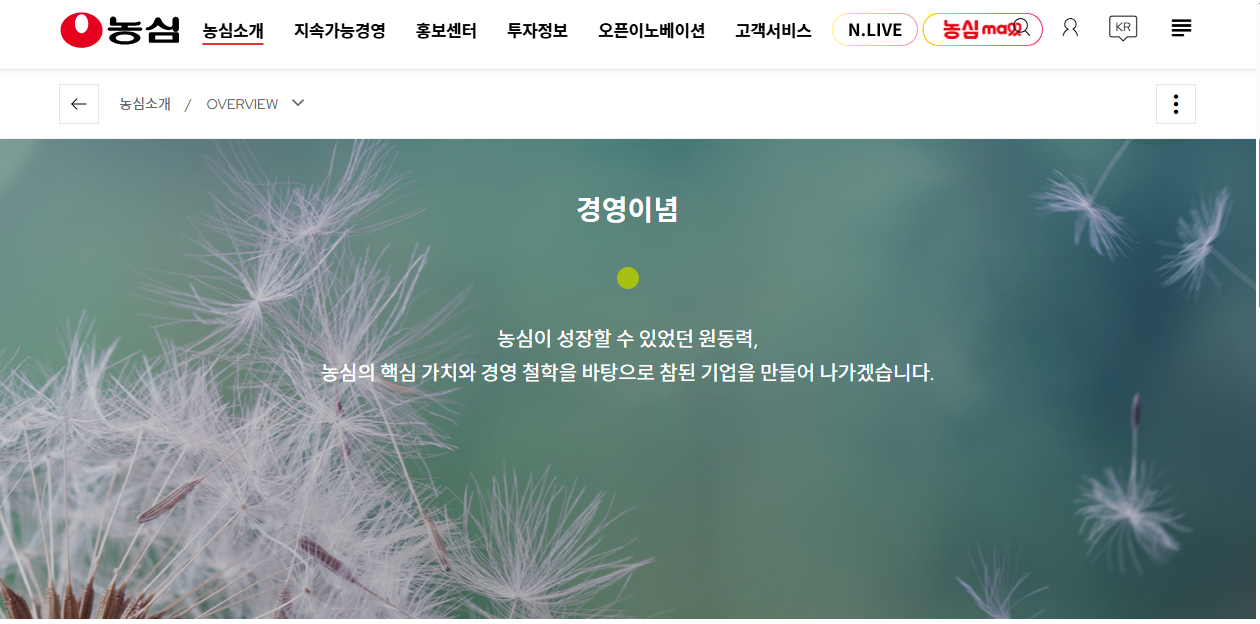 농심 농심소개 지속가능경영 홍보센터 투자정보 오픈이노베이션 고객서비스 N.LIVE 농심 KR
농심소개 / OVERVIEW
경영이념
농심이 성장할 수 있었던 원동력,
농심의 핵심 가치와 경영 철학을 바탕으로 참된 기업을 만들어 나가겠습니다.